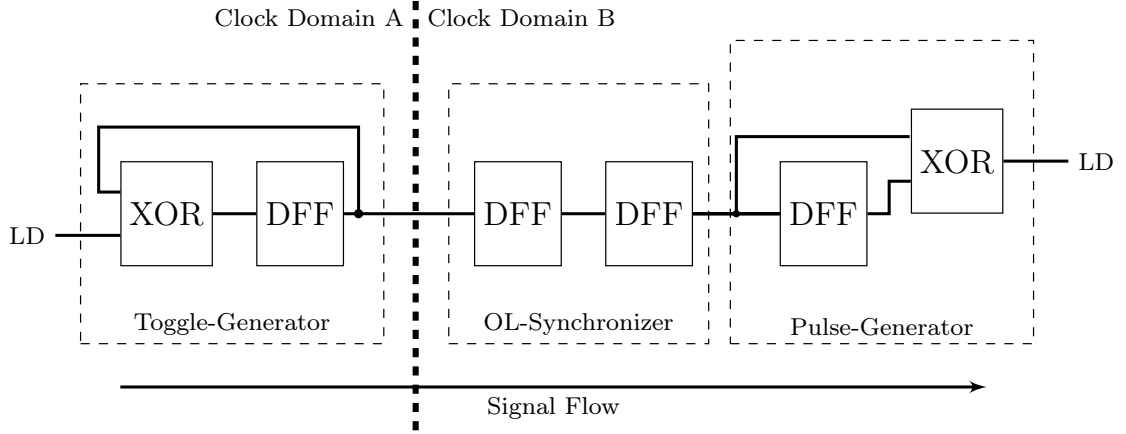 Clock Domain A
Clock Domain B
XOR
DFF
DFF
DFF
DFF
XOR
LD
LD
Toggle-Generator
OL-Synchronizer
Pulse-Generator
Signal Flow